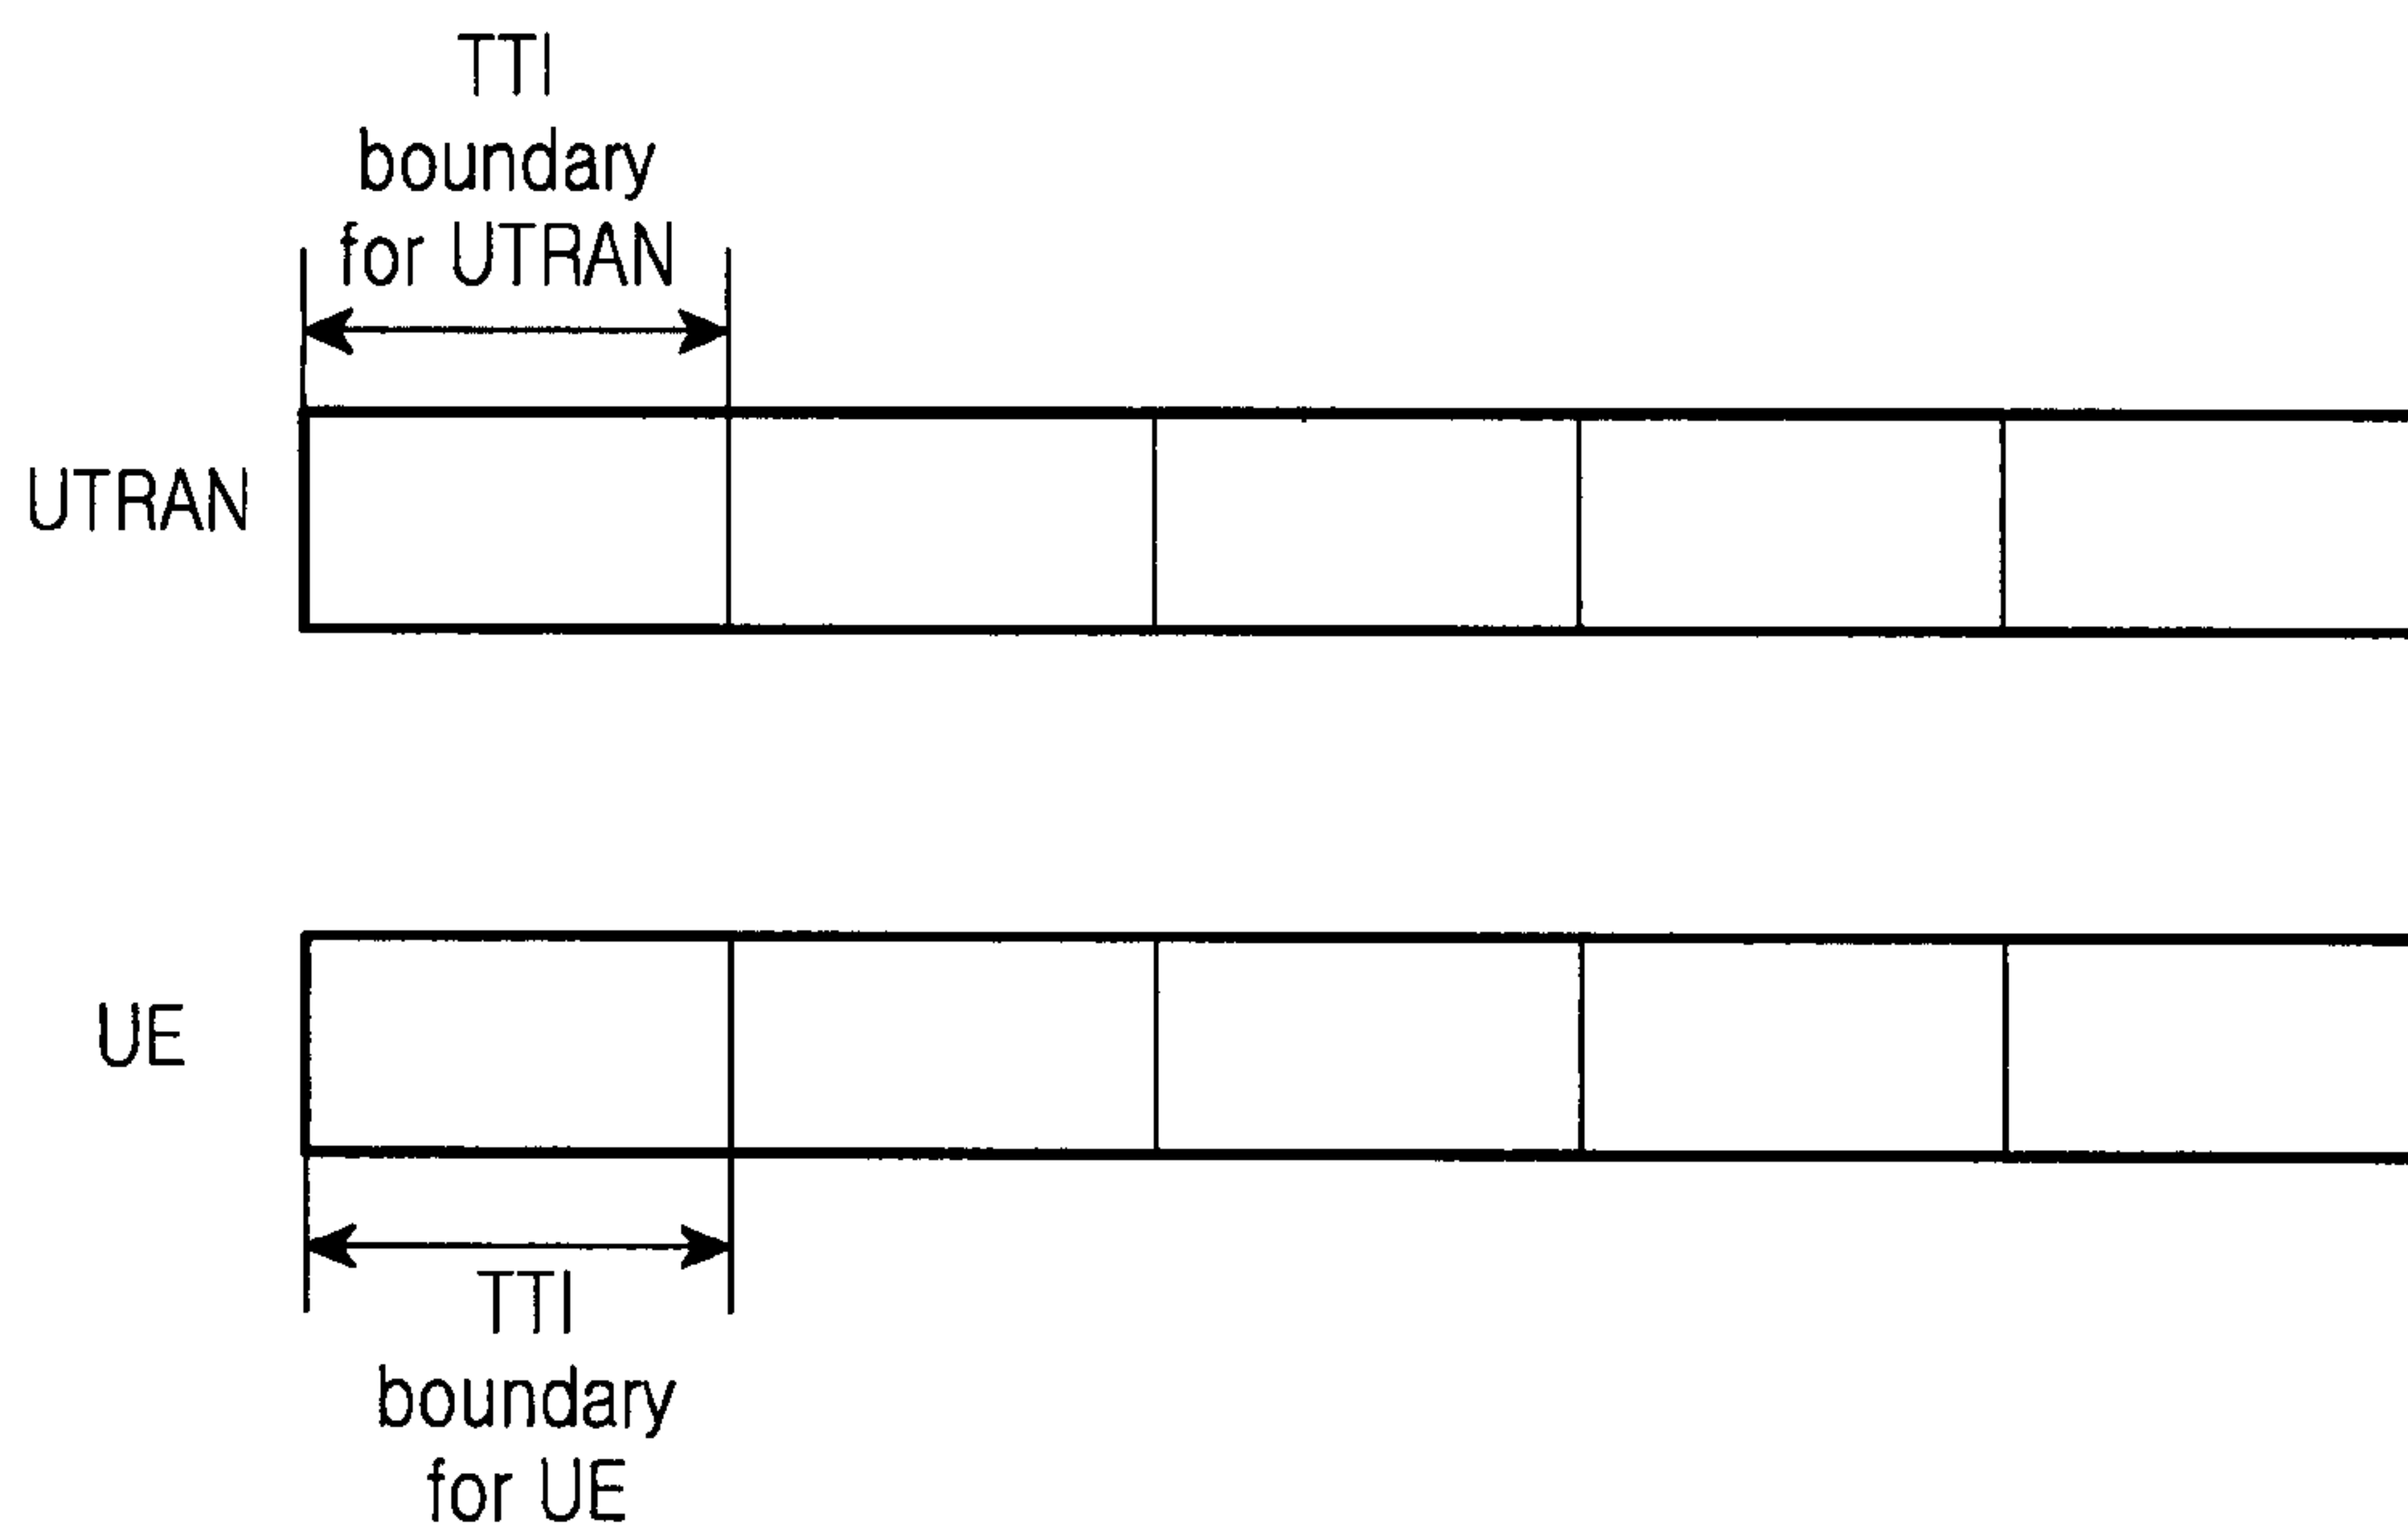 TTI
boundary
for UTRAN
UTRAN
UE
TTI
boundary
for UE